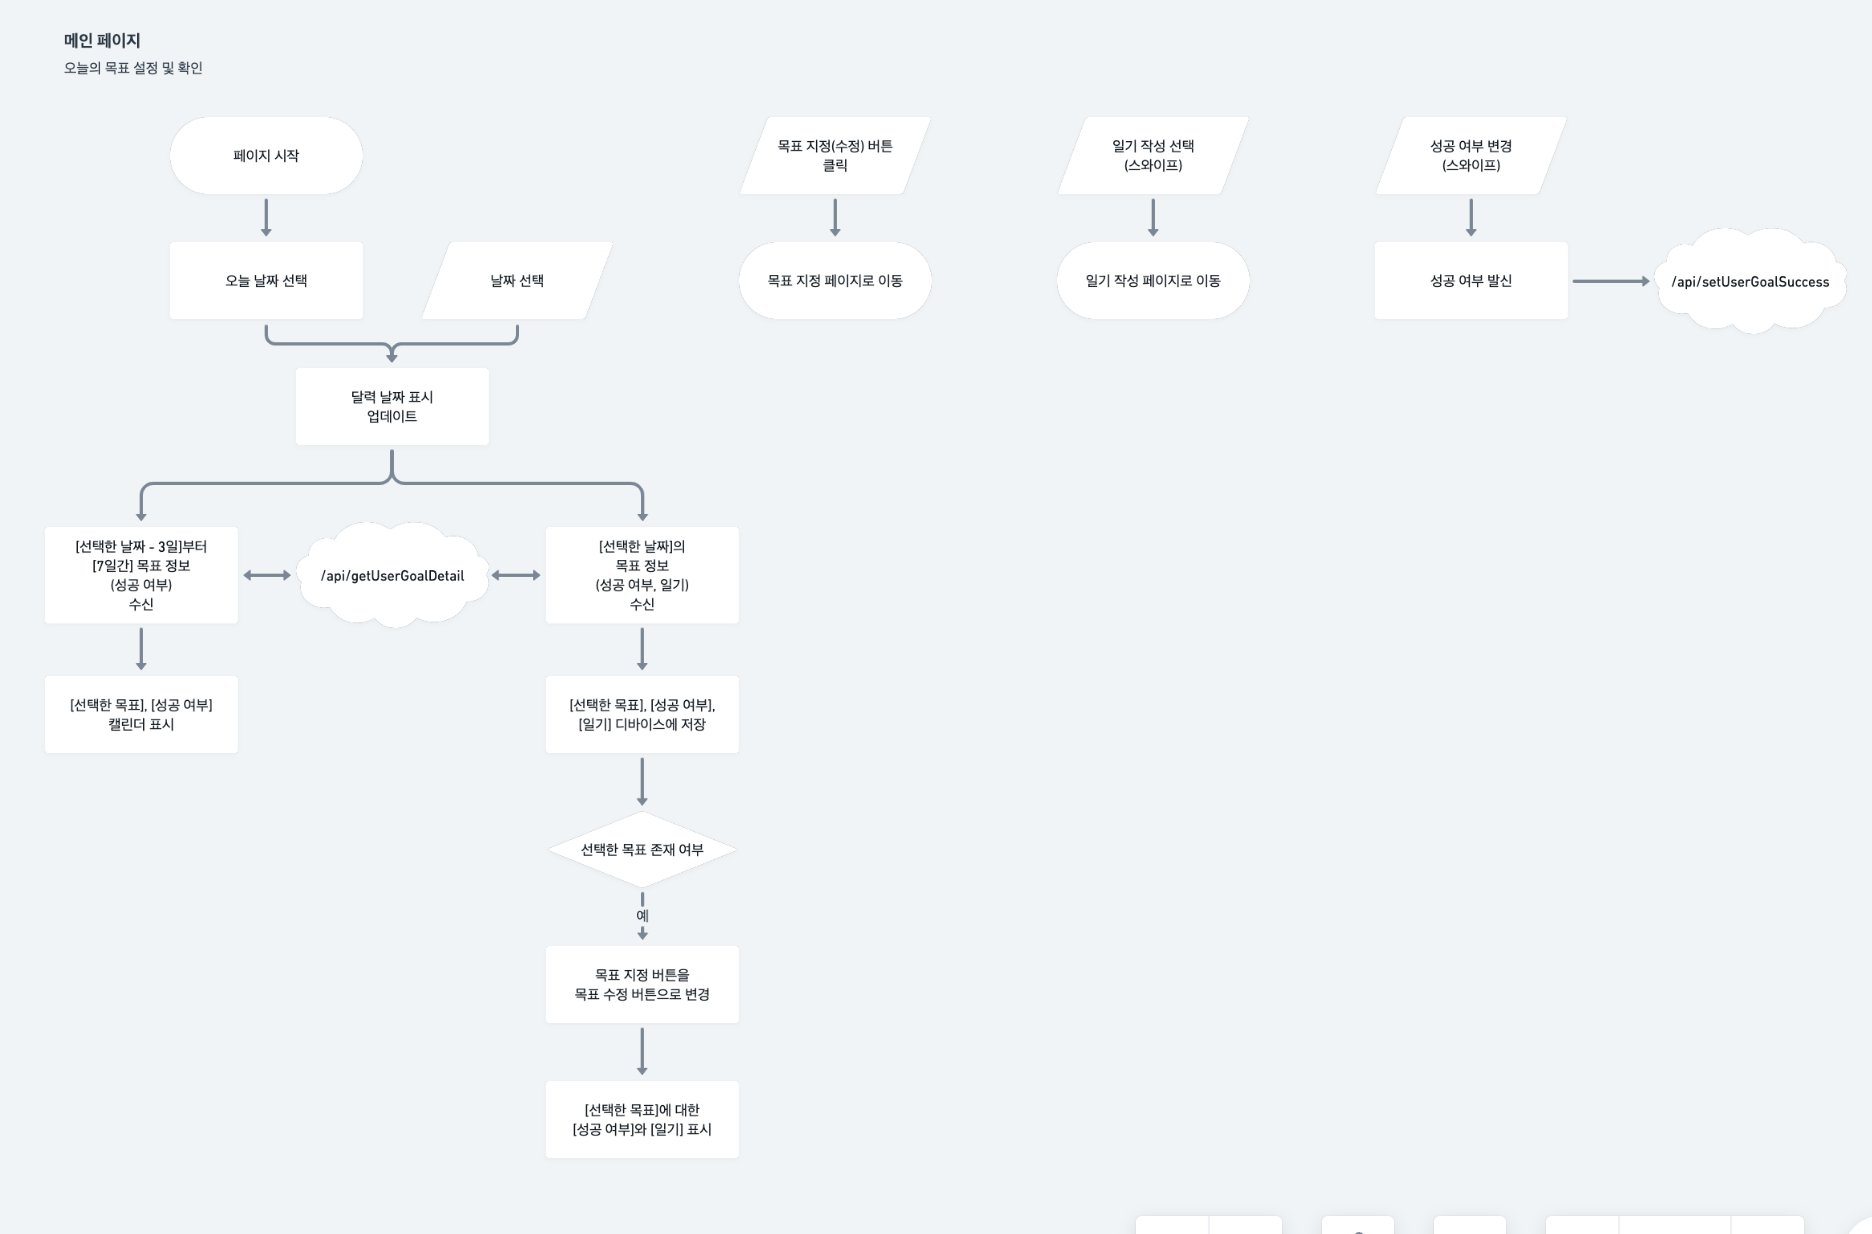 메인 페이지
오늘의 목표 설정 및 확인
페이지 시작
오늘 날짜 선택
날짜 선택
달력 날짜 표시
업데이트
[선택한 날짜 - 3일]부터
[7일간] 목표 정보
(성공 여부)
수신
/api/getUserGoalDetail
[선택한 날짜]의
목표 정보
(성공 여부, 일기)
수신
[선택한 목표], [성공 여부]
캘린더 표시
[선택한 목표], [성공 여부],
[일기] 디바이스에 저장
선택한 목표 존재 여부
예
목표 지정 버튼을
목표 수정 버튼으로 변경
[선택한 목표]에 대한
[성공 여부]와 [일기] 표시
목표 지정(수정) 버튼
클릭
목표 지정 페이지로 이동
일기 작성 선택
(스와이프)
일기 작성 페이지로 이동
성공 여부 변경
(스와이프)
성공 여부 발신
/api/setUserGoalSuccess